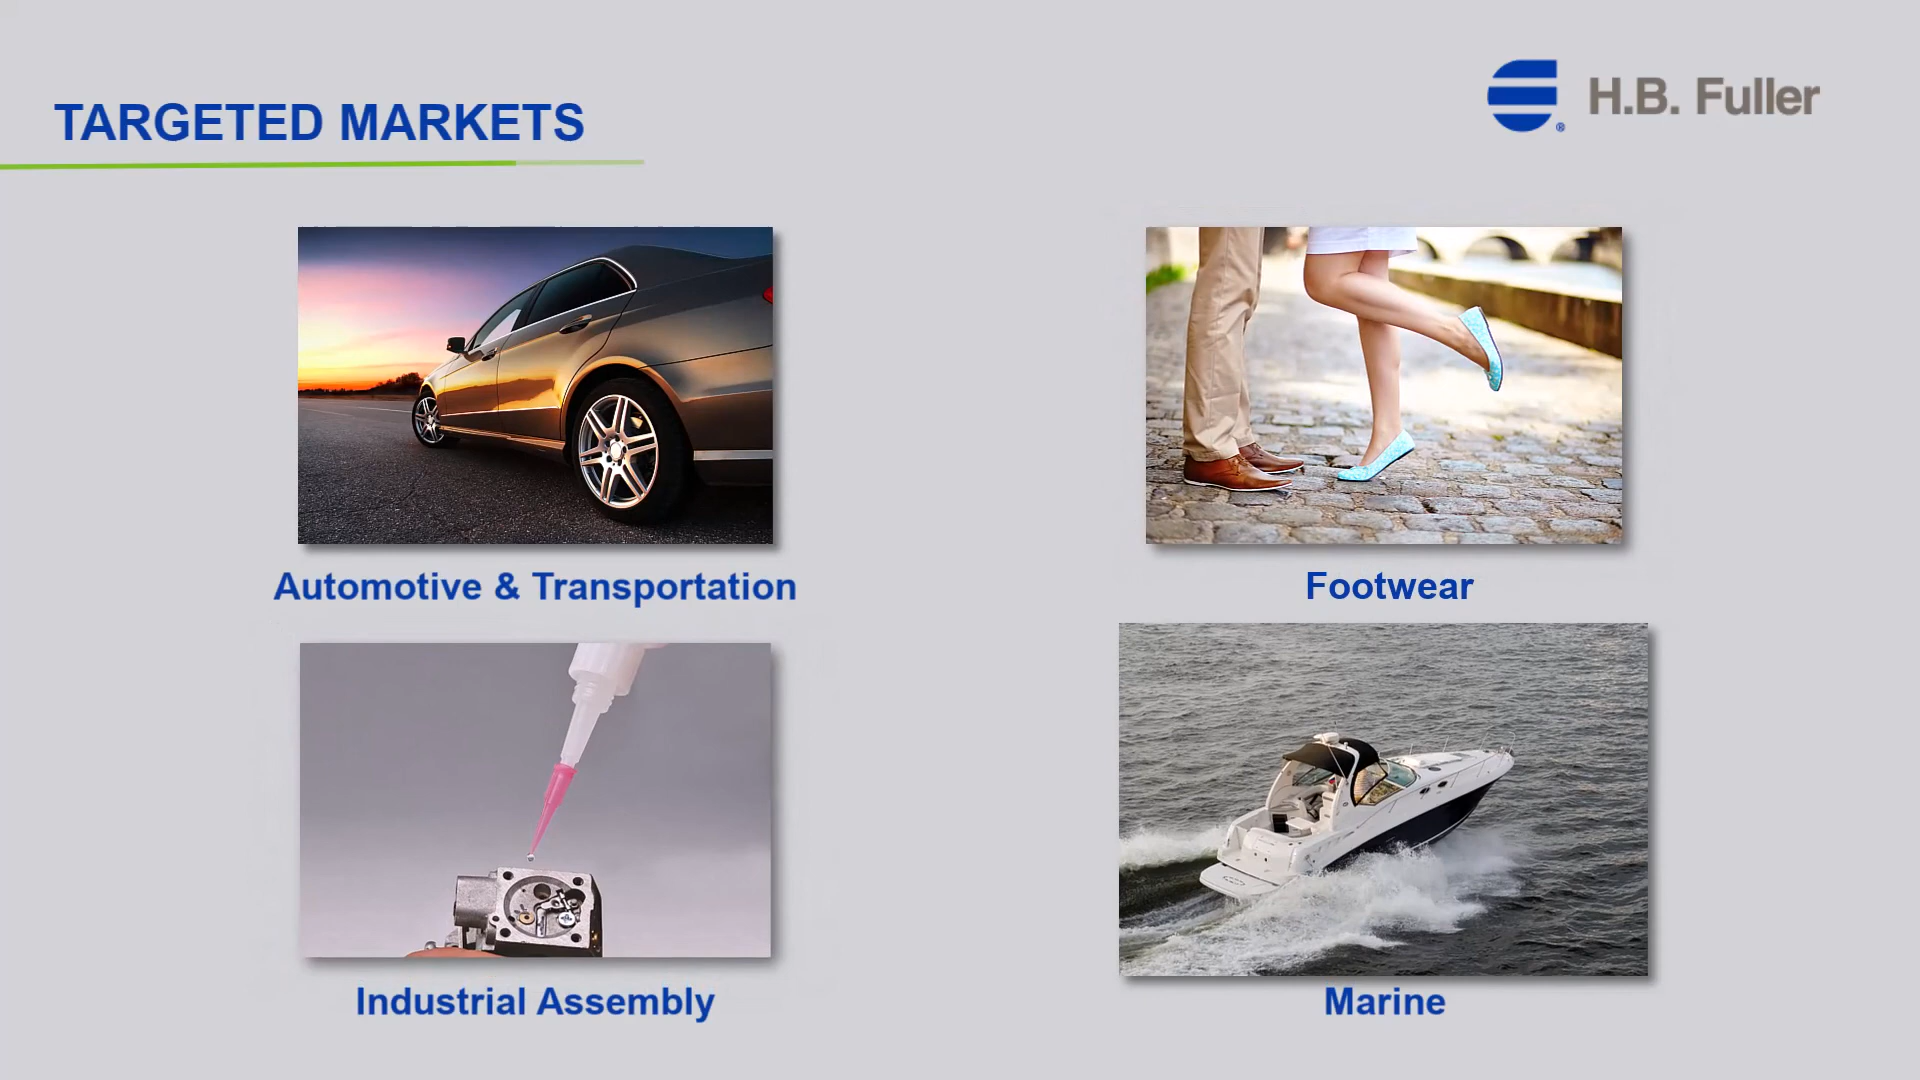 TARGETED MARKETS
H.B. Fuller
®
Automotive & Transportation
Footwear
Industrial Assembly
Marine